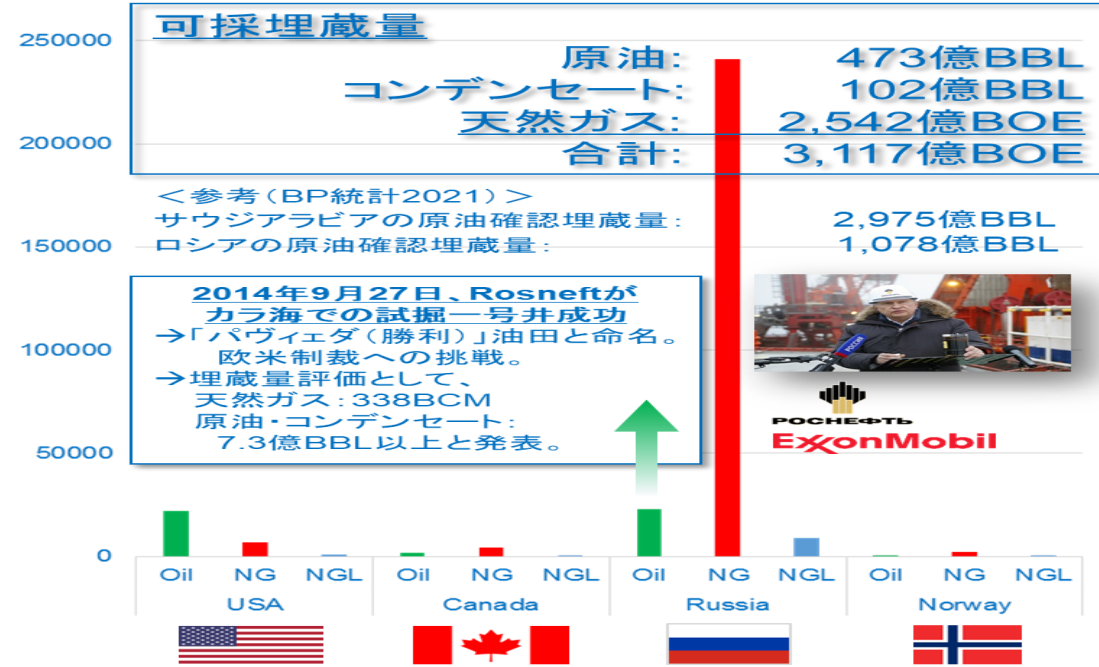 可採埋蔵量
原油: 473億BBL
コンデンセート: 102億BBL
天然ガス: 2,542億BOE
合計: 3,117億BOE
＜参考(BP統計2021)＞
サウジアラビアの原油確認埋蔵量: 2,975億BBL
ロシアの原油確認埋蔵量: 1,078億BBL
2014年9月27日、Rosneftが
カラ海での試掘一号井成功
→「パヴィェダ(勝利)」油田と命名。
欧米制裁への挑戦。
→埋蔵量評価として、
天然ガス:338BCM
原油・コンデンセート:
7.3億BBL以上と発表。
РОССИЯ
РОСНЕФТЬ
ExxonMobil
250000
200000
150000
100000
50000
0
Oil NG NGL Oil NG NGL Oil NG NGL Oil NG NGL
USA Canada Russia Norway